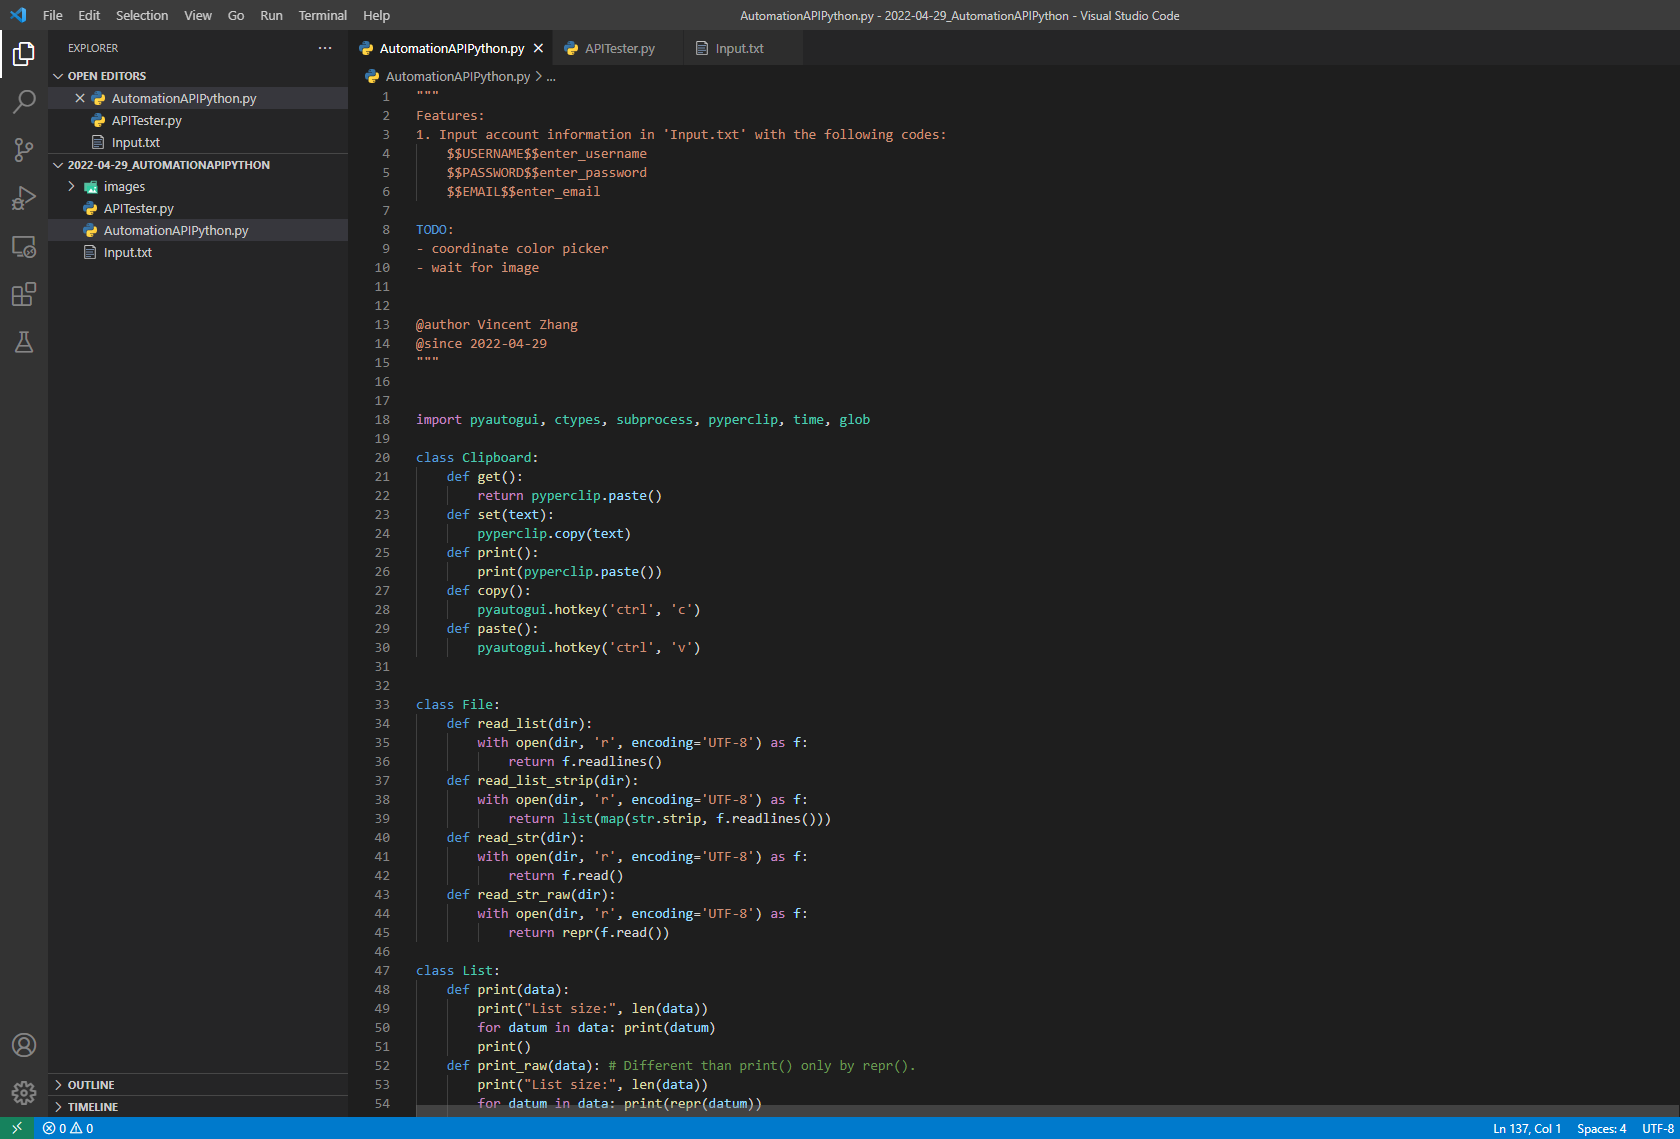 File Edit Selection View Go Run Terminal Help
AutomationAPIPython.py - 2022-04-29_AutomationAPIPython - Visual Studio Code
EXPLORER
OPEN EDITORS
AutomationAPIPython.py
APITester.py
Input.txt
2022-04-29_AUTOMATIONAPIPYTHON
images
APITester.py
AutomationAPIPython.py
Input.txt
OUTLINE
TIMELINE
AutomationAPIPython.py APITester.py Input.txt
AutomationAPIPython.py > ...
1 """
2 Features:
3 1. Input account information in 'Input.txt' with the following codes:
4     $$USERNAME$$enter_username
5     $$PASSWORD$$enter_password
6     $$EMAIL$$enter_email
7
8 TODO:
9 - coordinate color picker
10 - wait for image
11
12
13 @author Vincent Zhang
14 @since 2022-04-29
15 """
16
17
18 import pyautogui, ctypes, subprocess, pyperclip, time, glob
19
20 class Clipboard:
21     def get():
22         return pyperclip.paste()
23     def set(text):
24         pyperclip.copy(text)
25     def print():
26         print(pyperclip.paste())
27     def copy():
28         pyautogui.hotkey('ctrl', 'c')
29     def paste():
30         pyautogui.hotkey('ctrl', 'v')
31
32
33 class File:
34     def read_list(dir):
35         with open(dir, 'r', encoding='UTF-8') as f:
36             return f.readlines()
37     def read_list_strip(dir):
38         with open(dir, 'r', encoding='UTF-8') as f:
39             return list(map(str.strip, f.readlines()))
40     def read_str(dir):
41         with open(dir, 'r', encoding='UTF-8') as f:
42             return f.read()
43     def read_str_raw(dir):
44         with open(dir, 'r', encoding='UTF-8') as f:
45             return repr(f.read())
46
47 class List:
48     def print(data):
49         print("List size:", len(data))
50         for datum in data: print(datum)
51         print()
52     def print_raw(data): # Different than print() only by repr().
53         print("List size:", len(data))
54         for datum in data: print(repr(datum))
0 0
Ln 137, Col 1 Spaces: 4 UTF-8